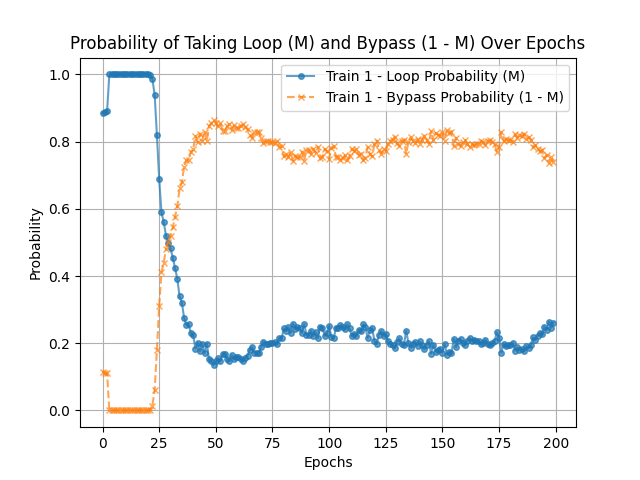 Probability of Taking Loop (M) and Bypass (1 - M) Over Epochs
Train 1 - Loop Probability (M)
Train 1 - Bypass Probability (1 - M)
Probability
1.0
0.8
0.6
0.4
0.2
0.0
0 25 50 75 100 125 150 175 200
Epochs